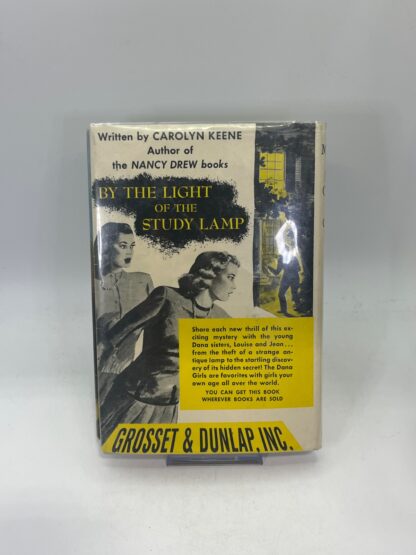 Written by CAROLYN KEENE
Author of
the NANCY DREW books
BY THE LIGHT
OF THE
STUDY LAMP
Share each new thrill of this ex-
citing mystery with the young
Dana sisters, Louise and Jean...
from the theft of a strange an-
tique lamp to the startling discov-
ery of its hidden secret! The Dana
Girls are favorites with girls your
own age all over the world.
YOU CAN GET THIS BOOK
WHEREVER BOOKS ARE SOLD
GROSSET & DUNLAP, INC.